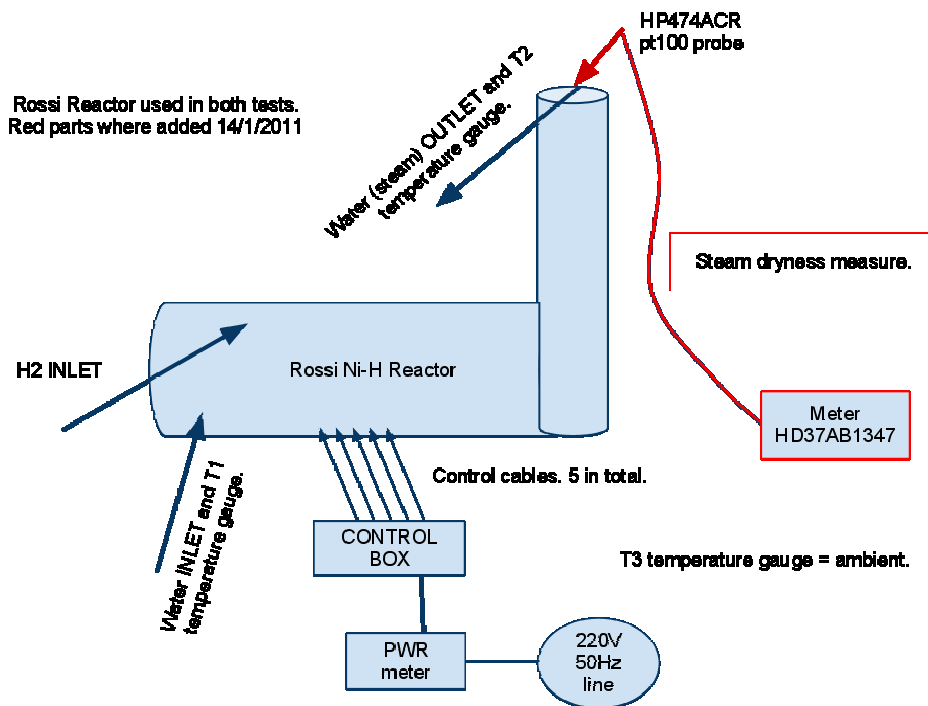 HP474ACR
pt100 probe
Rossi Reactor used in both tests.
Red parts where added 14/1/2011
Water (steam) OUTLET and T2
temperature gauge.
Steam dryness measure.
H2 INLET
Rossi Ni-H Reactor
Meter
HD37AB1347
Water INLET and T1
temperature gauge.
Control cables. 5 in total.
CONTROL
BOX
T3 temperature gauge = ambient.
PWR
meter
220V
50Hz
line